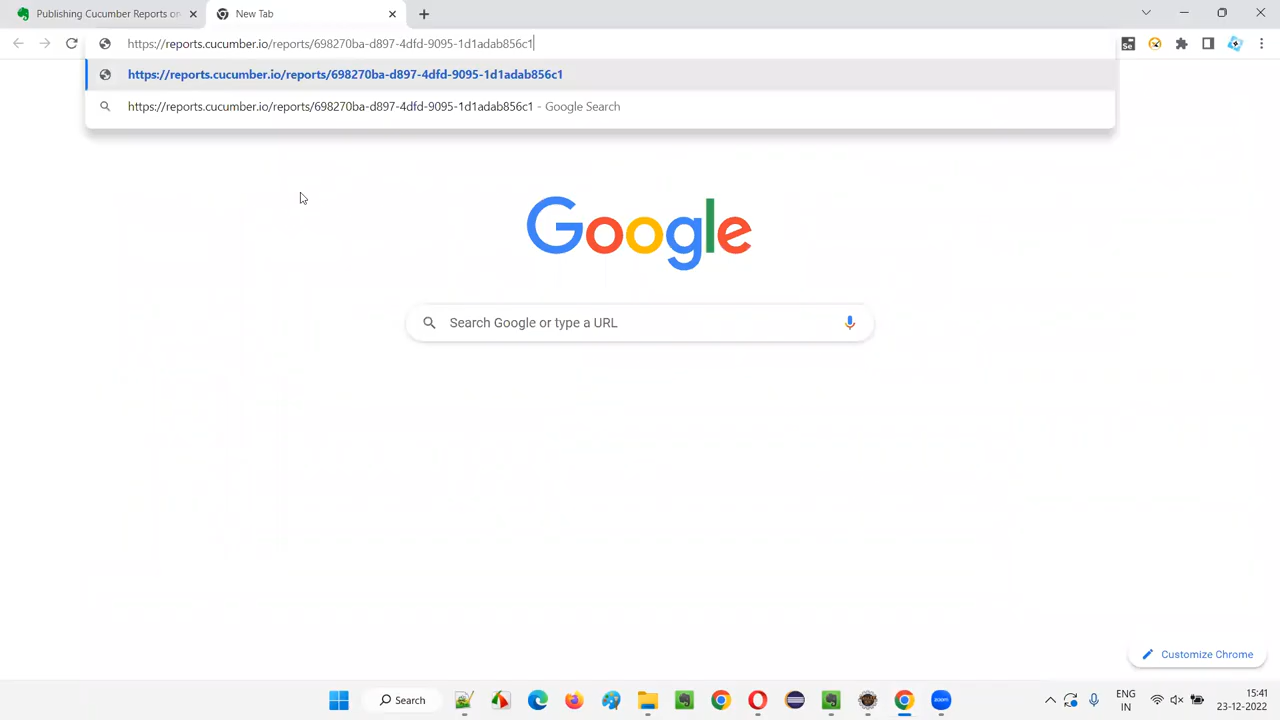 Publishing Cucumber Reports o
New Tab
https://reports.cucumber.io/reports/698270ba-d897-4dfd-9095-1d1adab856c1
https://reports.cucumber.io/reports/698270ba-d897-4dfd-9095-1d1adab856c1
https://reports.cucumber.io/reports/698270ba-d897-4dfd-9095-1d1adab856c1 - Google Search
Google
Search Google or type a URL
Customize Chrome
Search
zoom
ENG
IN
15:41
23-12-2022
Se